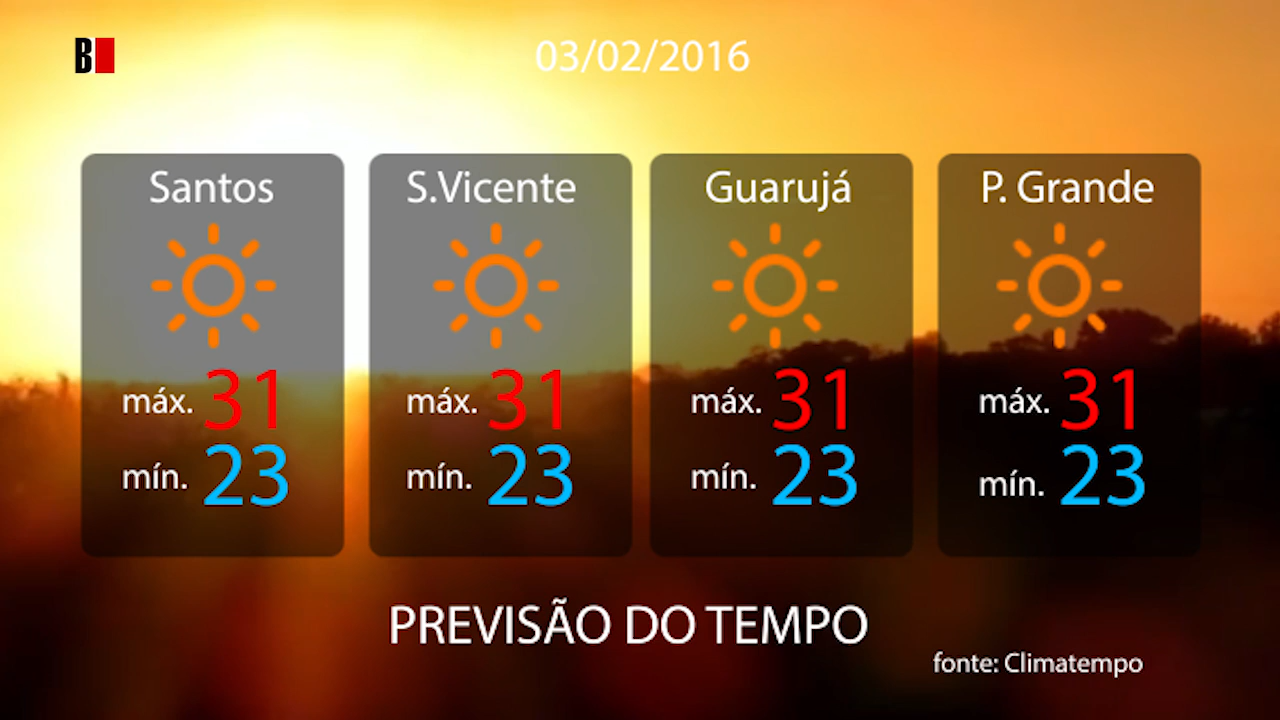 B
03/02/2016
Santos
máx. 31
mín. 23
S.Vicente
máx. 31
mín. 23
Guarujá
máx. 31
mín. 23
P. Grande
máx. 31
mín. 23
PREVISÃO DO TEMPO
fonte: Climatempo